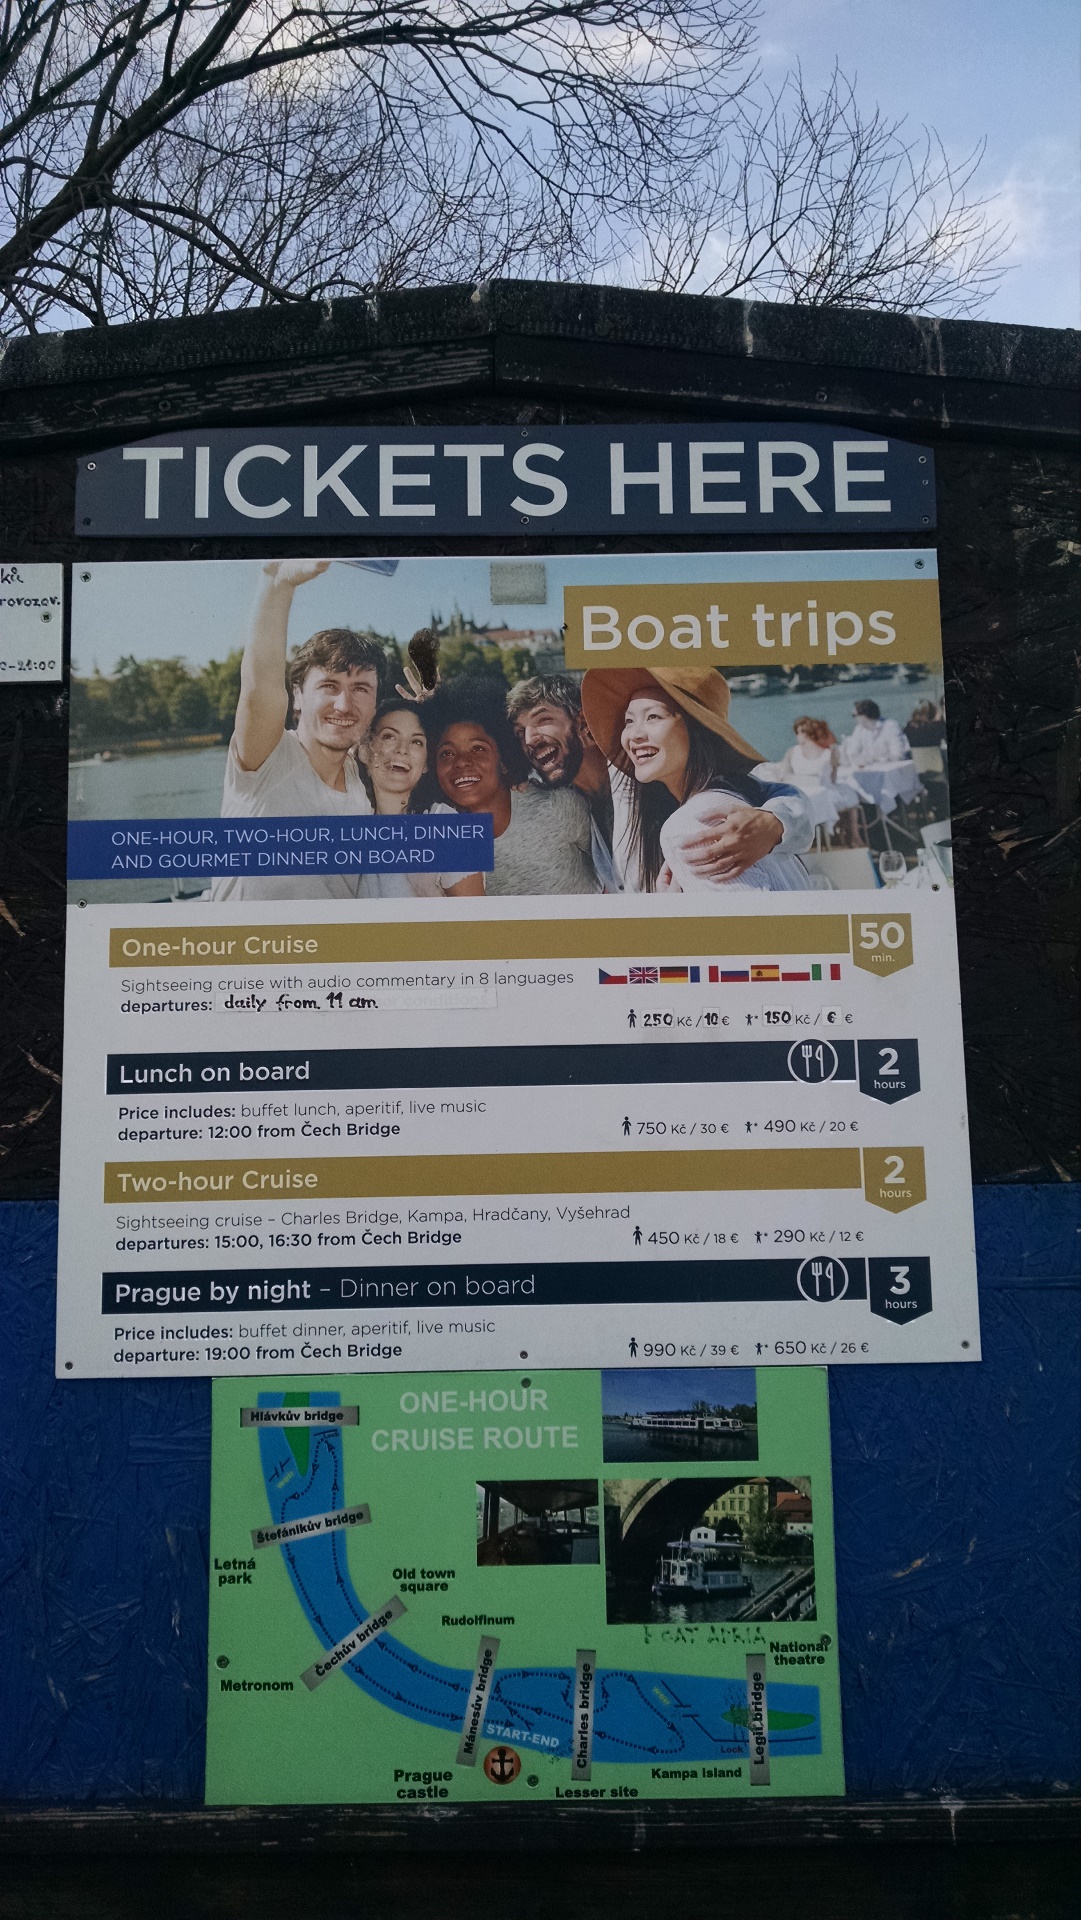 TICKETS HERE
rovozov.
Boat trips
ONE-HOUR, TWO-HOUR, LUNCH, DINNER
AND GOURMET DINNER ON BOARD
One-hour Cruise
50
min.
Sightseeing cruise with audio commentary in 8 languages
departures: daily from 11 am
250 Kč / 10 € 150 Kč / € €
Lunch on board
2
hours
Price includes: buffet lunch, aperitif, live music
departure: 12:00 from Čech Bridge
750 Kč / 30 € 490 Kč / 20 €
Two-hour Cruise
2
hours
Sightseeing cruise – Charles Bridge, Kampa, Hradčany, Vyšehrad
departures: 15:00, 16:30 from Čech Bridge
450 Kč / 18 € 290 Kč / 12 €
Prague by night – Dinner on board
3
hours
Price includes: buffet dinner, aperitif, live music
departure: 19:00 from Čech Bridge
990 Kč / 39 € 650 Kč / 26 €
ONE-HOUR
CRUISE ROUTE
Hlávkův bridge
weir
Štefánikův bridge
Letná
park
Old town
square
Čechův bridge
Rudolfinum
Metronom
Mánesův bridge
START-END
Charles bridge
weir
BOAT ADRIA
National
theatre
Legií bridge
Lock
Prague
castle
Lesser site
Kampa island